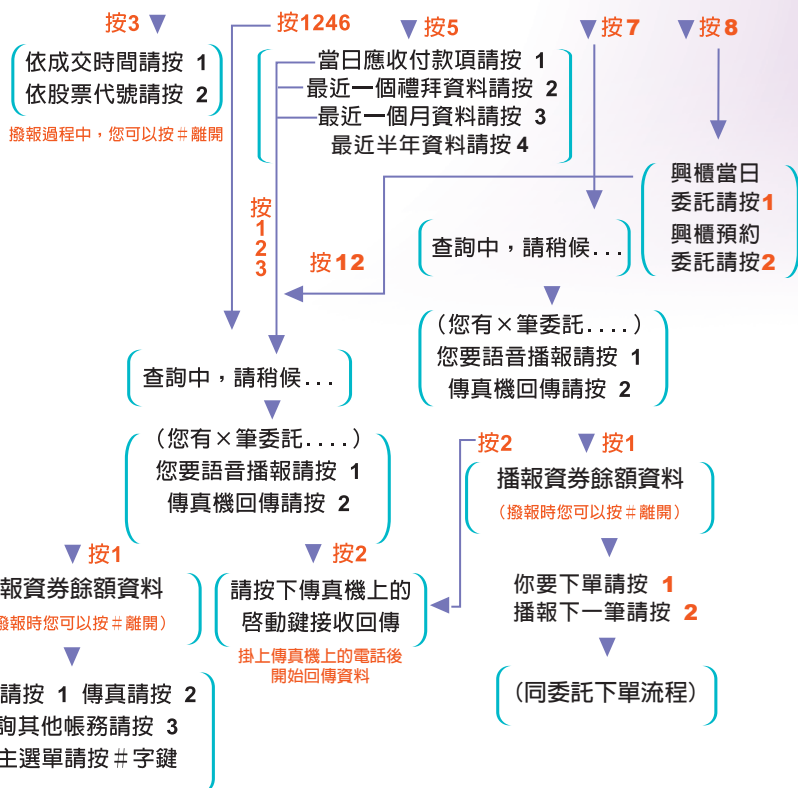 按3
依成交時間請按 1
依股票代號請按 2
撥報過程中，您可以按＃離開
按1246
按5
當日應收付款項請按 1
最近一個禮拜資料請按 2
最近一個月資料請按 3
最近半年資料請按4
按7
按8
興櫃當日
委託請按1
興櫃預約
委託請按2
按
1
2
3
按12
查詢中，請稍候...
（您有×筆委託....）
您要語音播報請按 1
傳真機回傳請按 2
查詢中，請稍候...
（您有×筆委託....）
您要語音播報請按 1
傳真機回傳請按 2
按1
報資券餘額資料
撥報時您可以按＃離開）
請按 1 傳真請按 2
詢其他帳務請按 3
主選單請按＃字鍵
按2
請按下傳真機上的
啓動鍵接收回傳
掛上傳真機上的電話後
開始回傳資料
按2
按1
播報資券餘額資料
（撥報時您可以按＃離開）
你要下單請按 1
播報下一筆請按 2
（同委託下單流程）